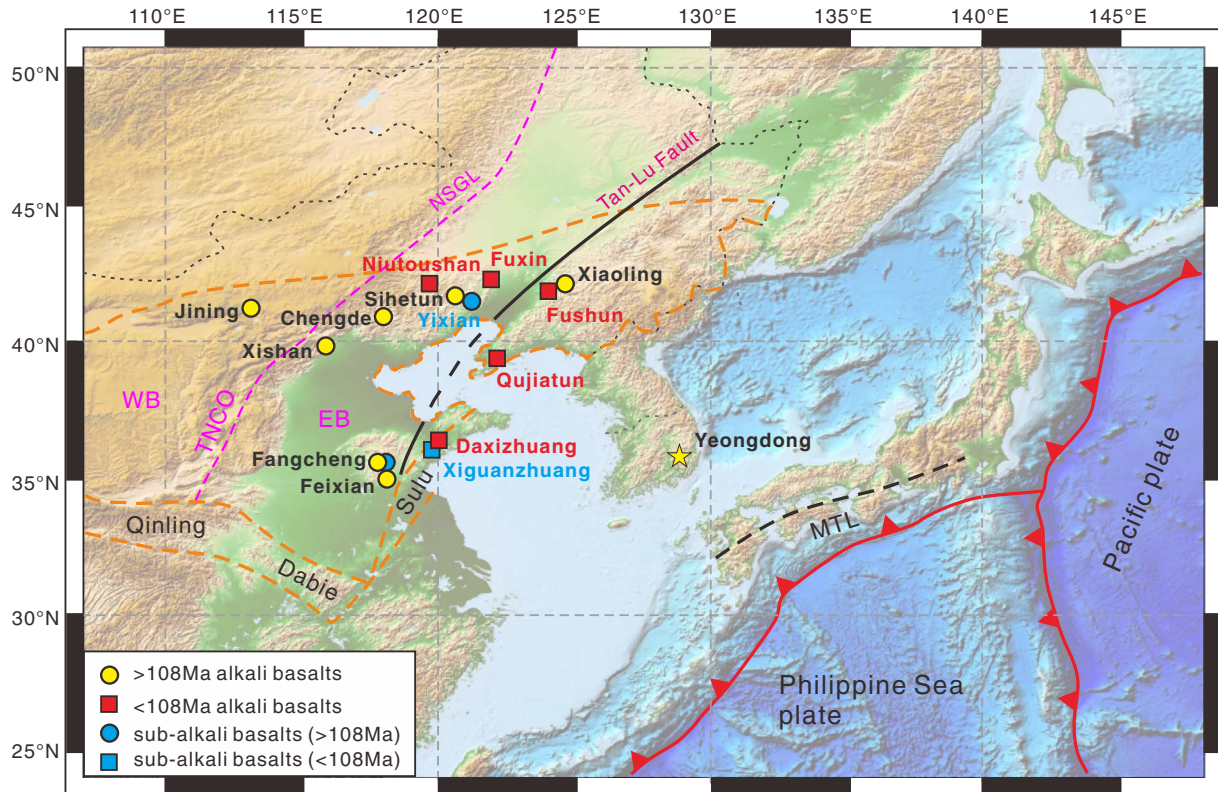 110°E 115°E 120°E 125°E 130°E 135°E 140°E 145°E
50°N
45°N
40°N
35°N
30°N
25°N
NSGL
Tan-Lu Fault
Niutoushan
Fuxin
Xiaoling
Sihetun
Jining
Chengde
Yixian
Fushun
Xishan
Qujiatun
WB
TNCO
EB
Daxizhuang
Yeongdong
Fangcheng
Xiguanzhuang
Feixian
Sulu
Qinling
MTL
Pacific plate
Dabie
Philippine Sea
plate
>108Ma alkali basalts
<108Ma alkali basalts
sub-alkali basalts (>108Ma)
sub-alkali basalts (<108Ma)